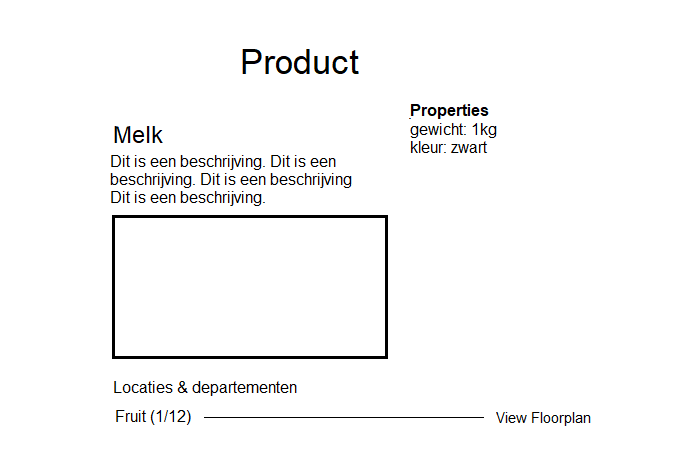 Product
Melk
Dit is een beschrijving. Dit is een
beschrijving. Dit is een beschrijving
Dit is een beschrijving.
Properties
gewicht: 1kg
kleur: zwart
Locaties & departementen
Fruit (1/12)
View Floorplan